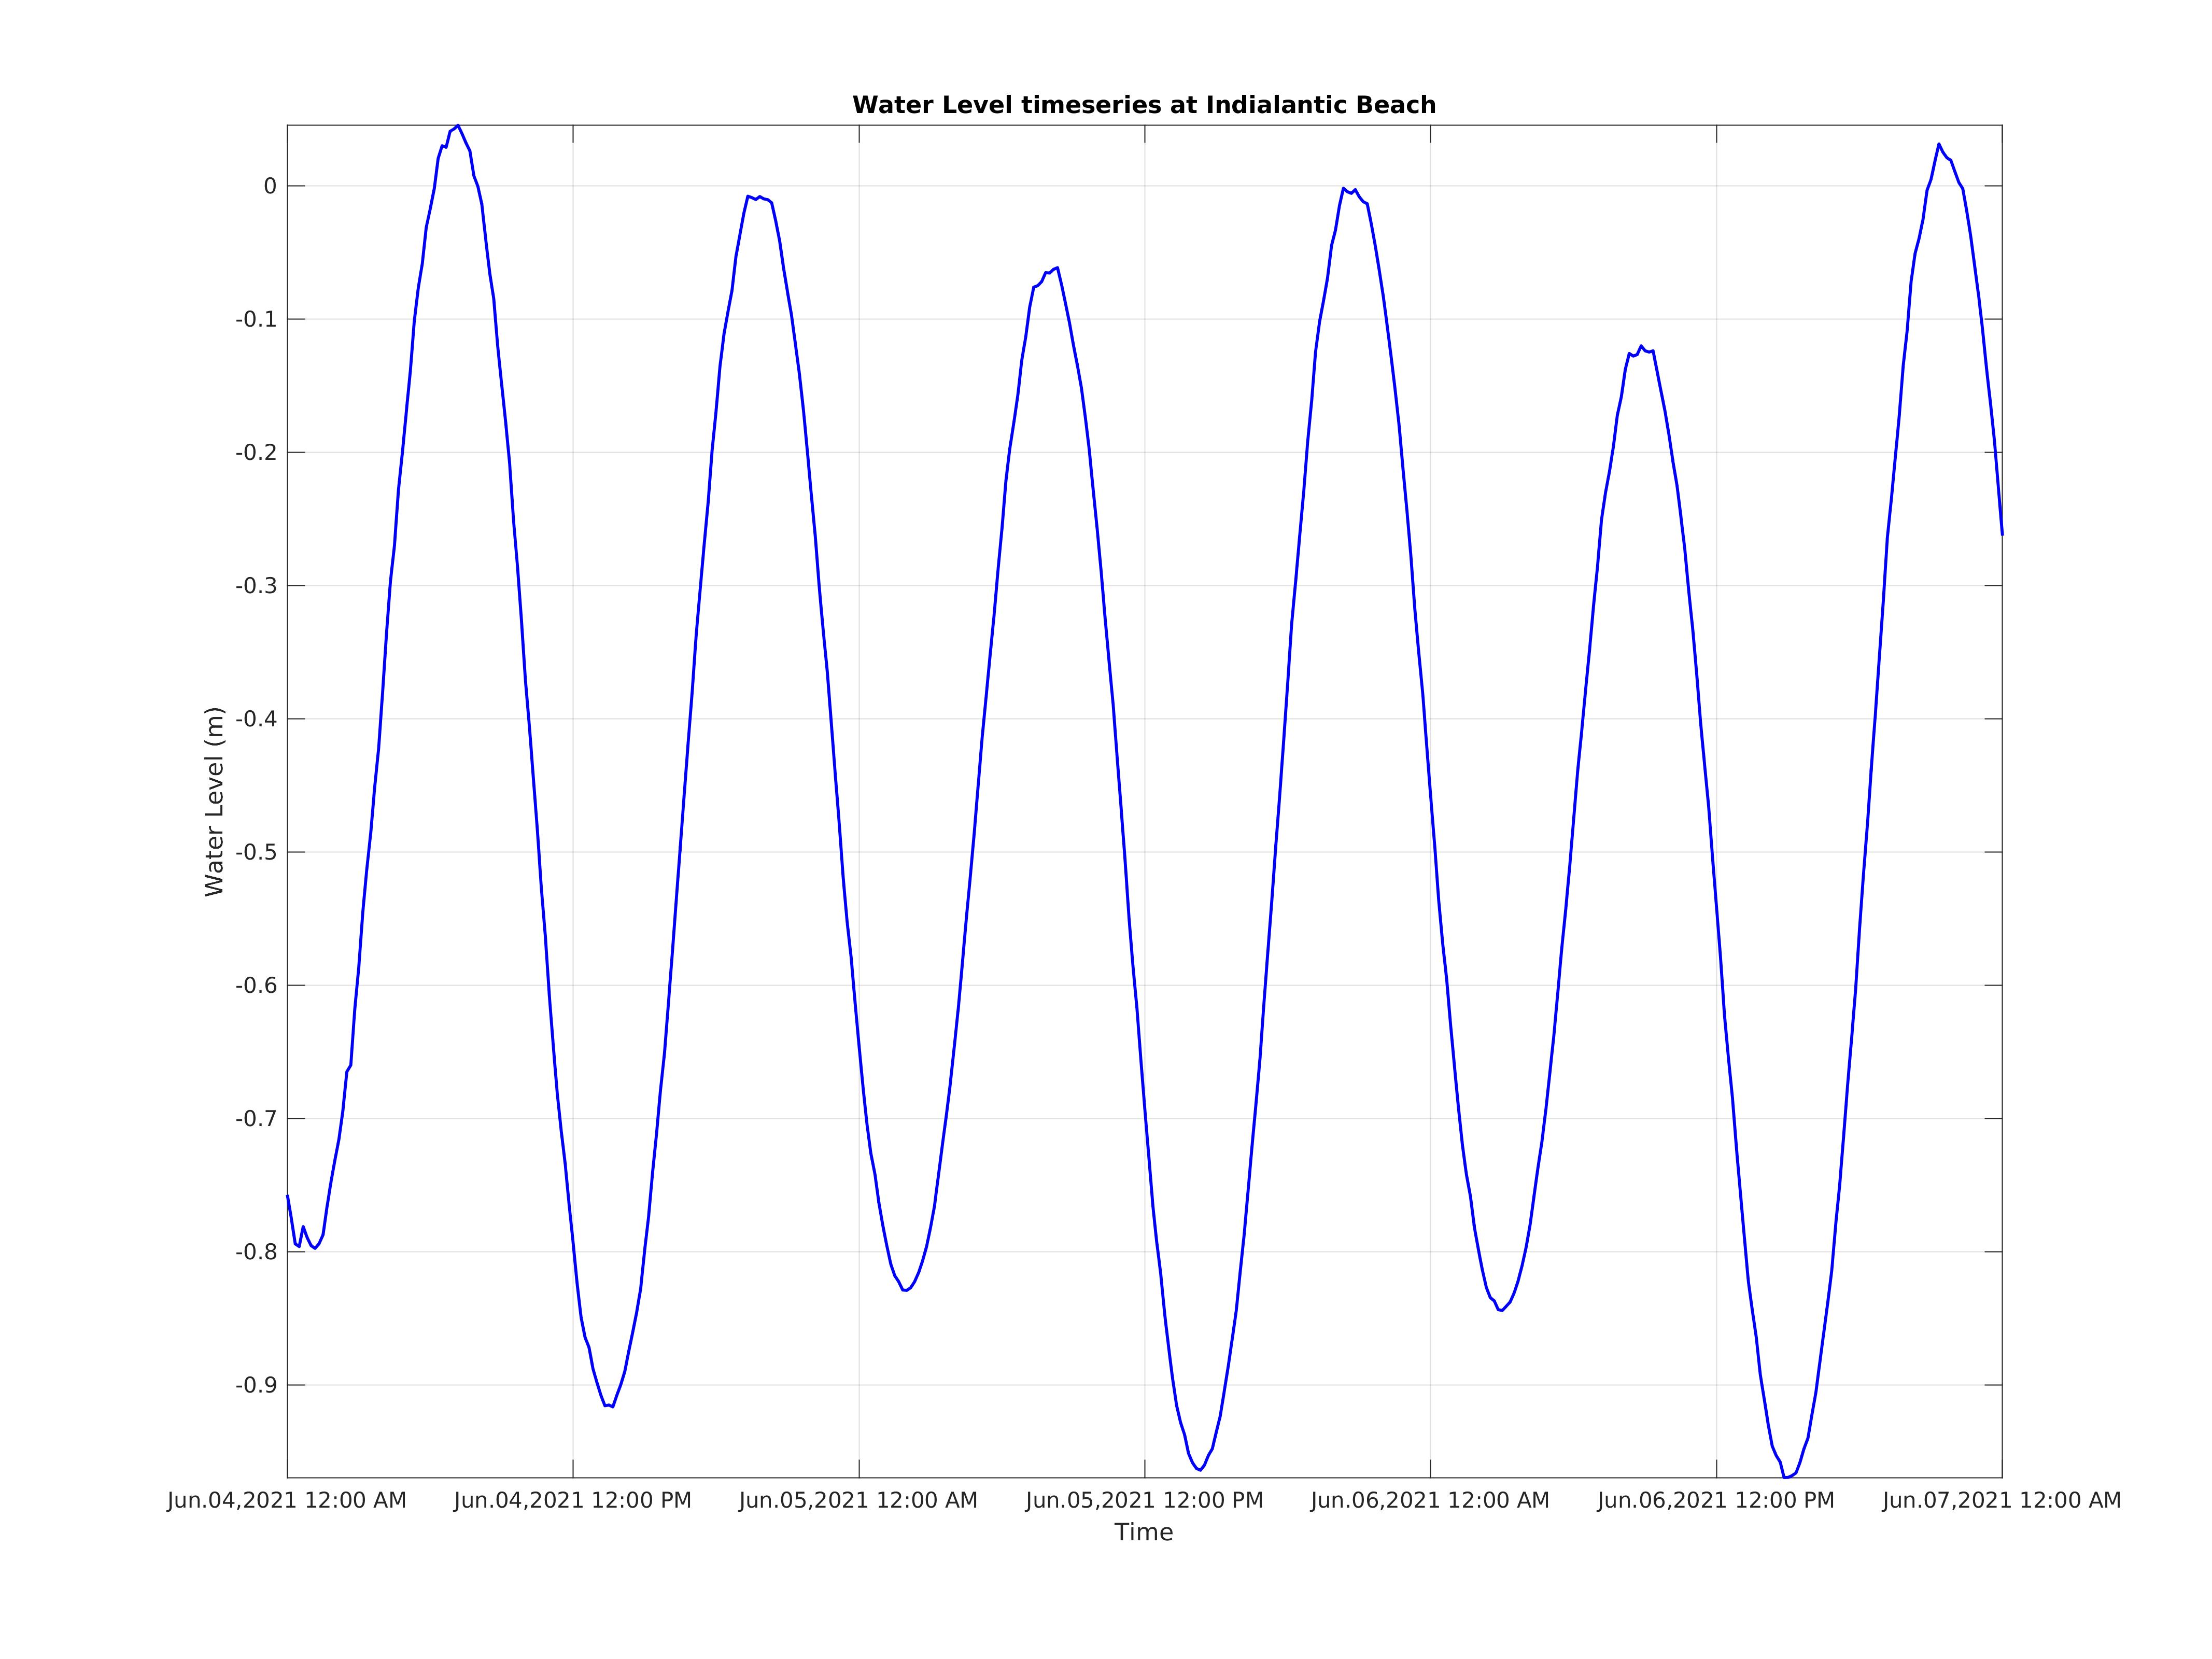 Water Level timeseries at Indialantic Beach
0
-0.1
-0.2
-0.3
-0.4
-0.5
-0.6
-0.7
-0.8
-0.9
Water Level (m)
Jun.04,2021 12:00 AM
Jun.04,2021 12:00 PM
Jun.05,2021 12:00 AM
Jun.05,2021 12:00 PM
Jun.06,2021 12:00 AM
Jun.06,2021 12:00 PM
Jun.07,2021 12:00 AM
Time